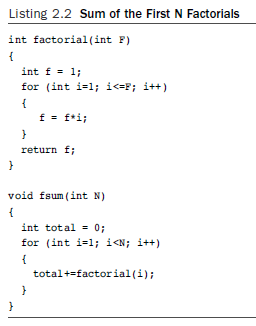 Listing 2.2 Sum of the First N Factorials
int factorial(int F)
{
  int f = 1;
  for (int i=1; i<=F; i++)
  {
    f = f*i;
  }
  return f;
}
void fsum(int N)
{
  int total = 0;
  for (int i=1; i<N; i++)
  {
    total+=factorial(i);
  }
}